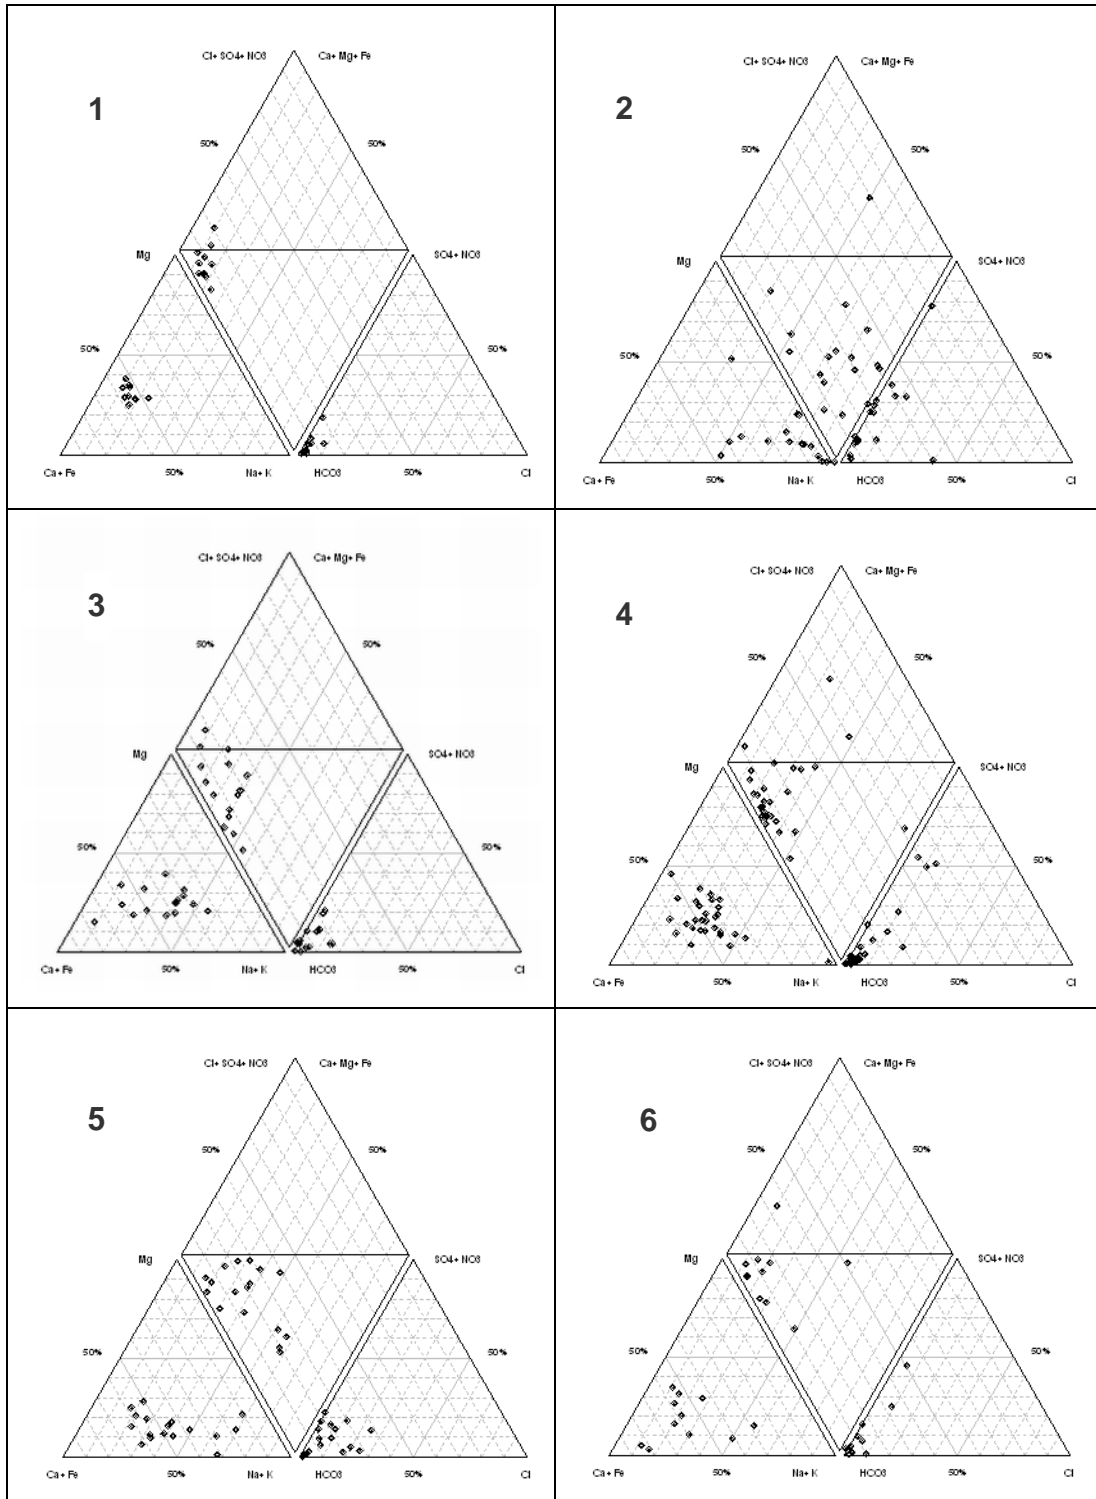 Cl+ SO4+ NO3 Ca+ Mg+ Fe
1
50% 50%
Mg SO4+ NO3
50% 50%
Ca+ Fe 50% Na+ K HCO3 50% Cl
Cl+ SO4+ NO3 Ca+ Mg+ Fe
2
50% 50%
Mg SO4+ NO3
50% 50%
Ca+ Fe 50% Na+ K HCO3 50% Cl
Cl+ SO4+ NO3 Ca+ Mg+ Fe
3
50% 50%
Mg SO4+ NO3
50% 50%
Ca+ Fe 50% Na+ K HCO3 50% Cl
Cl+ SO4+ NO3 Ca+ Mg+ Fe
4
50% 50%
Mg SO4+ NO3
50% 50%
Ca+ Fe 50% Na+ K HCO3 50% Cl
Cl+ SO4+ NO3 Ca+ Mg+ Fe
5
50% 50%
Mg SO4+ NO3
50% 50%
Ca+ Fe 50% Na+ K HCO3 50% Cl
Cl+ SO4+ NO3 Ca+ Mg+ Fe
6
50% 50%
Mg SO4+ NO3
50% 50%
Ca+ Fe 50% Na+ K HCO3 50% Cl